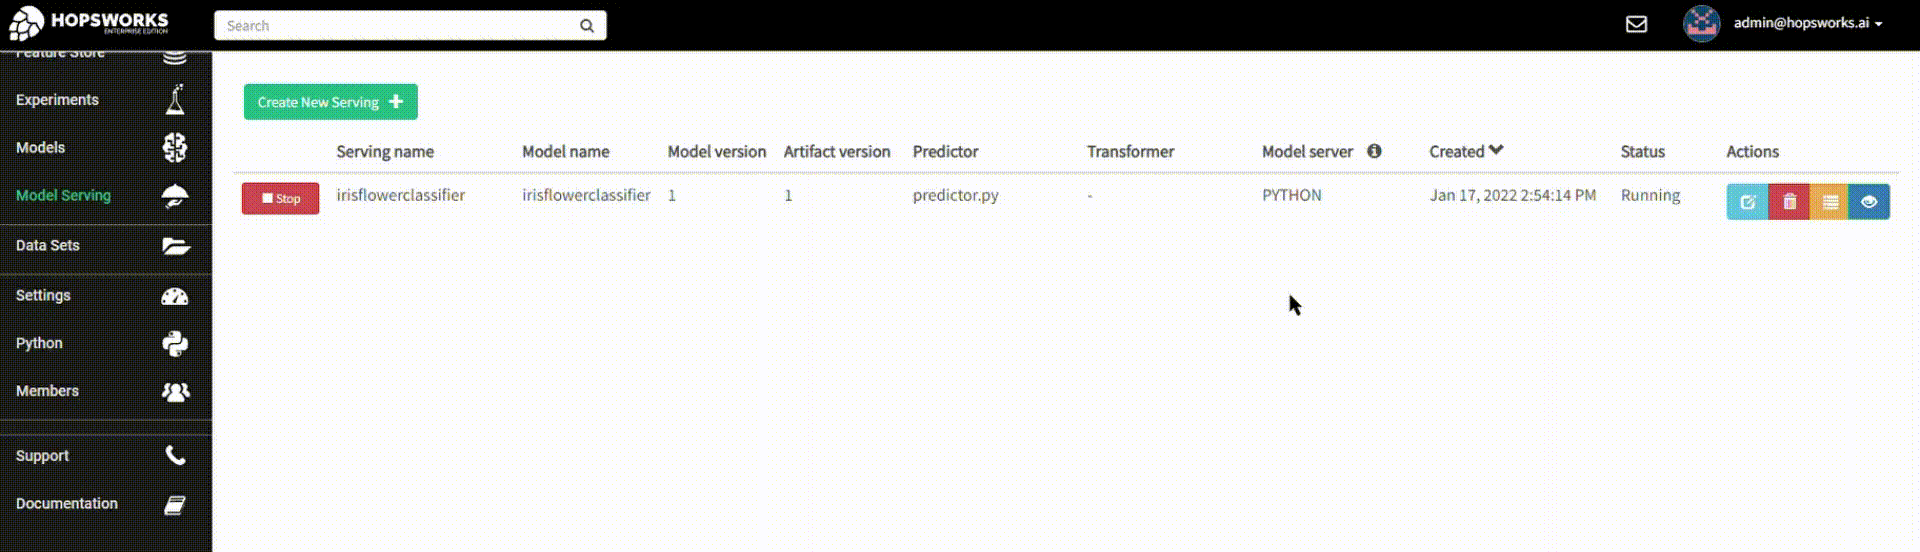 HOPSWORKS
ENTERPRISE EDITION
Search
admin@hopsworks.ai
Feature Store
Experiments
Models
Model Serving
Data Sets
Settings
Python
Members
Support
Documentation
Create New Serving
Serving name Model name Model version Artifact version Predictor Transformer Model server Created Status Actions
Stop irisflowerclassifier irisflowerclassifier 1 1 predictor.py - PYTHON Jan 17, 2022 2:54:14 PM Running